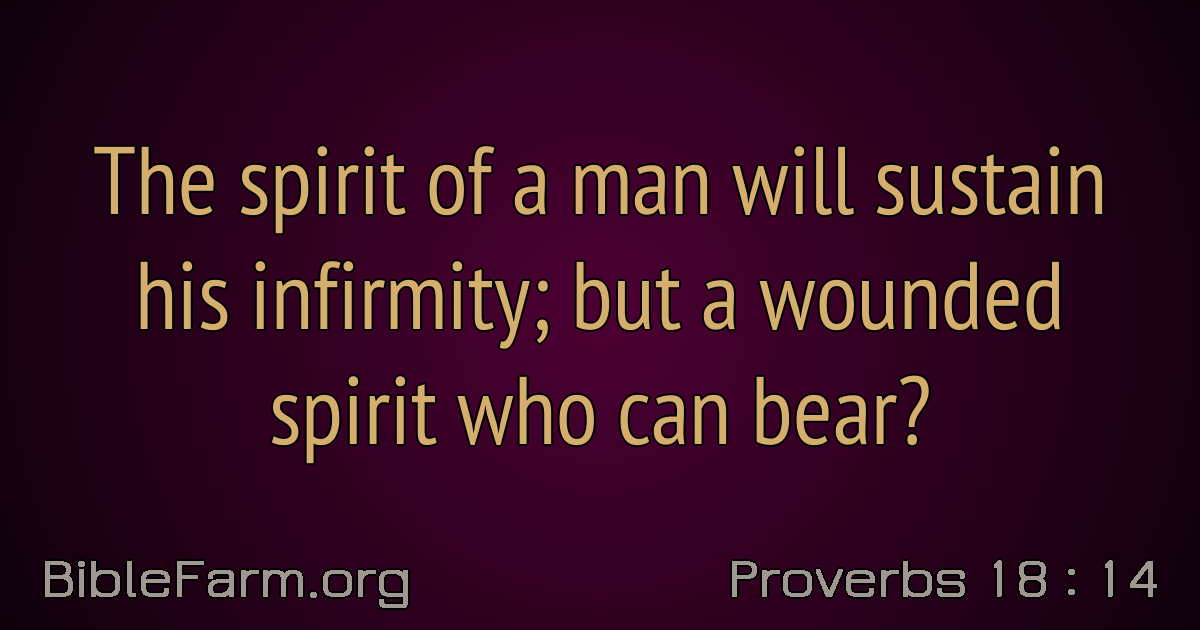 The spirit of a man will sustain
his infirmity; but a wounded
spirit who can bear?
BibleFarm.org
Proverbs 18 : 14